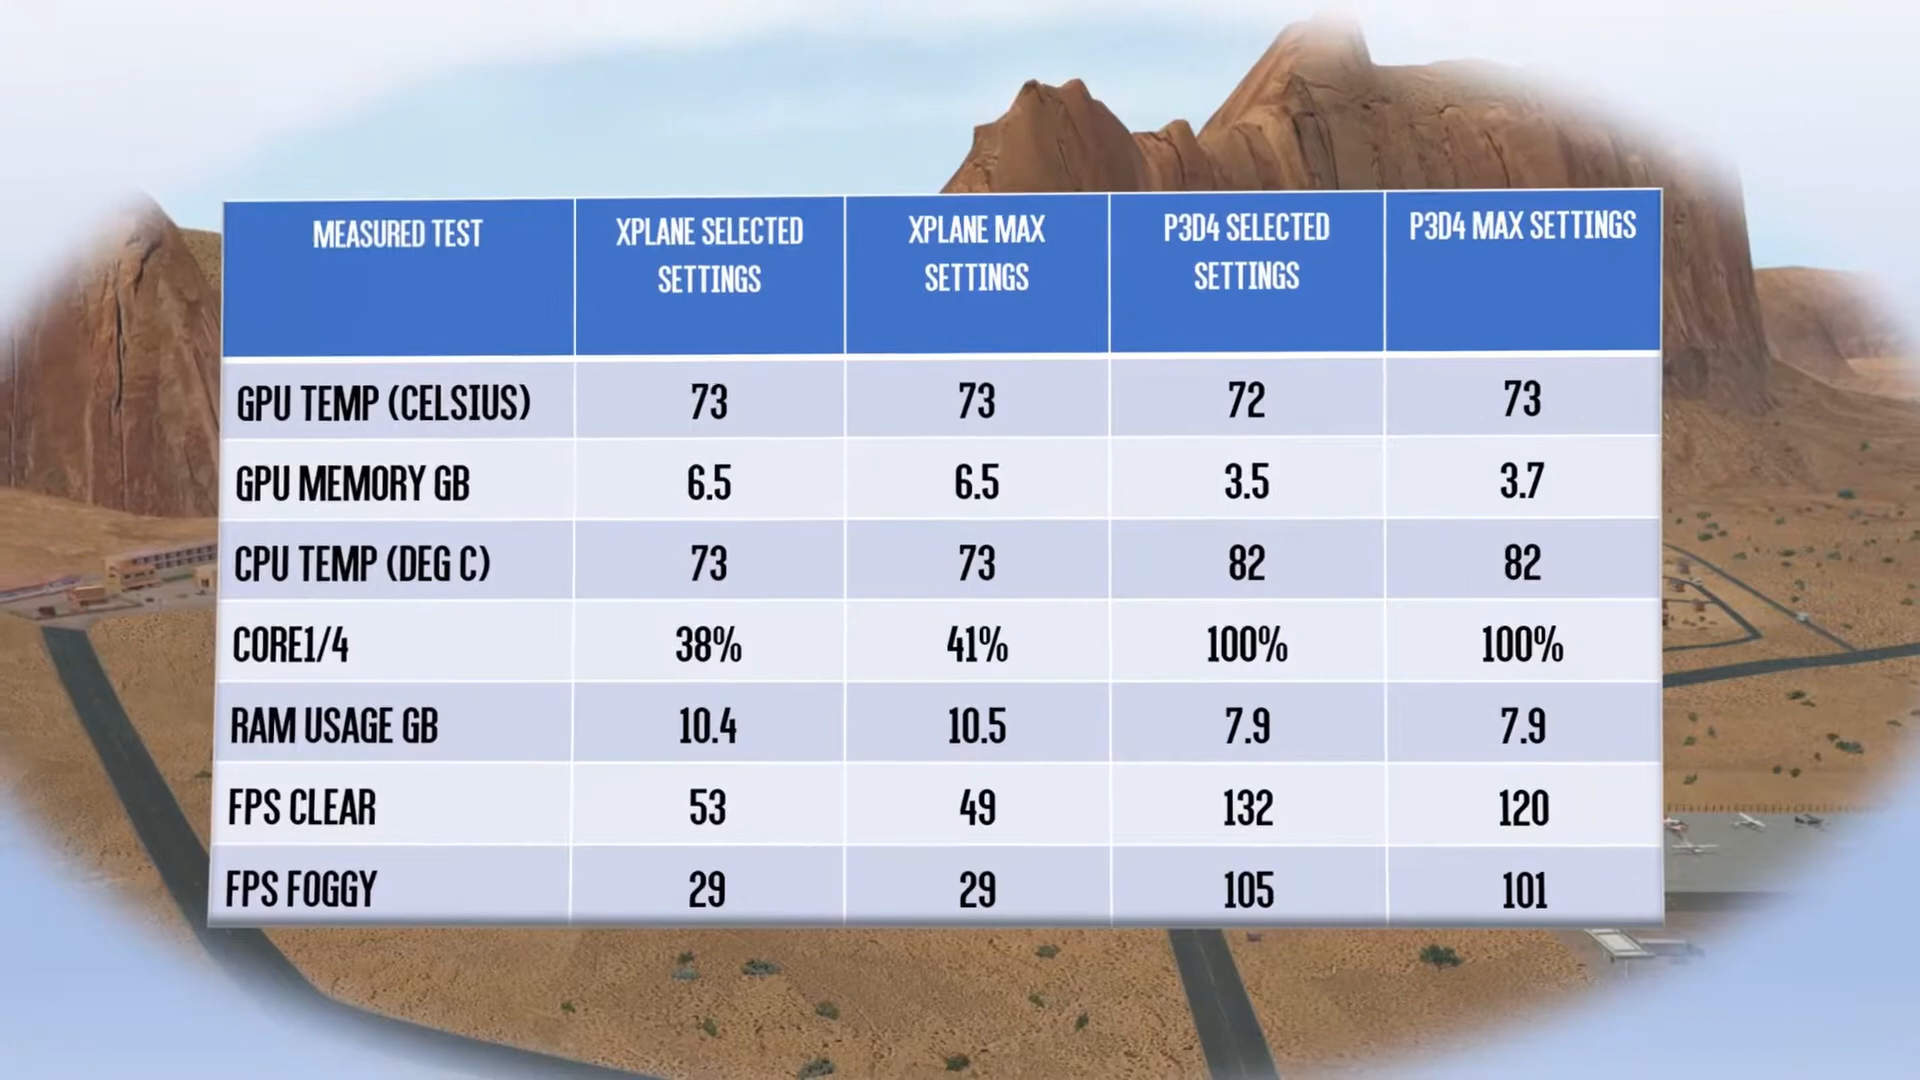 MEASURED TEST
XPLANE SELECTED
SETTINGS
XPLANE MAX
SETTINGS
P3D4 SELECTED
SETTINGS
P3D4 MAX SETTINGS
GPU TEMP (CELSIUS) 73 73 72 73
GPU MEMORY GB 6.5 6.5 3.5 3.7
CPU TEMP (DEG C) 73 73 82 82
CORE1/4 38% 41% 100% 100%
RAM USAGE GB 10.4 10.5 7.9 7.9
FPS CLEAR 53 49 132 120
FPS FOGGY 29 29 105 101